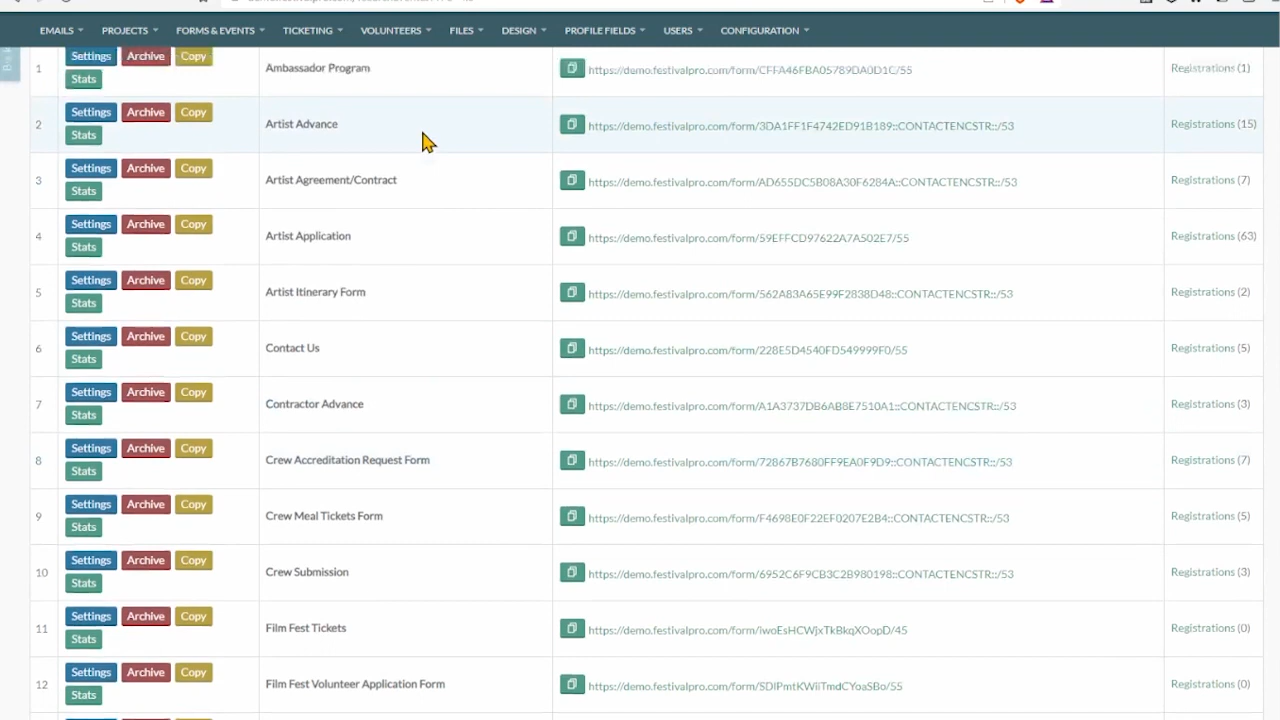 EMAILS PROJECTS FORMS & EVENTS TICKETING VOLUNTEERS FILES DESIGN PROFILE FIELDS USERS CONFIGURATION
1 Settings Archive Copy Ambassador Program https://demo.festivalpro.com/form/CFFA46FBA05789DA0D1C/55 Registrations (1)
Stats
2 Settings Archive Copy Artist Advance https://demo.festivalpro.com/form/3DA1FF1F4742ED91B189::CONTACTENCSTR::/53 Registrations (15)
Stats
3 Settings Archive Copy Artist Agreement/Contract https://demo.festivalpro.com/form/AD655DC5B08A30F6284A::CONTACTENCSTR::/53 Registrations (7)
Stats
4 Settings Archive Copy Artist Application https://demo.festivalpro.com/form/59EFFCD97622A7A502E7/55 Registrations (63)
Stats
5 Settings Archive Copy Artist Itinerary Form https://demo.festivalpro.com/form/562A83A65E99F2838D48::CONTACTENCSTR::/53 Registrations (2)
Stats
6 Settings Archive Copy Contact Us https://demo.festivalpro.com/form/228E5D4540FD549999F0/55 Registrations (5)
Stats
7 Settings Archive Copy Contractor Advance https://demo.festivalpro.com/form/A1A3737DB6AB8E7510A1::CONTACTENCSTR::/53 Registrations (3)
Stats
8 Settings Archive Copy Crew Accreditation Request Form https://demo.festivalpro.com/form/72867B7680FF9EA0F9D9::CONTACTENCSTR::/53 Registrations (7)
Stats
9 Settings Archive Copy Crew Meal Tickets Form https://demo.festivalpro.com/form/F4698E0F22EF0207E2B4::CONTACTENCSTR::/53 Registrations (5)
Stats
10 Settings Archive Copy Crew Submission https://demo.festivalpro.com/form/6952C6F9CB3C2B980198::CONTACTENCSTR::/53 Registrations (3)
Stats
11 Settings Archive Copy Film Fest Tickets https://demo.festivalpro.com/form/iwoEsHCWjxTkBkqXOopD/45 Registrations (0)
Stats
12 Settings Archive Copy Film Fest Volunteer Application Form https://demo.festivalpro.com/form/SDIPmtKWiiTmdCYoaSBo/55 Registrations (0)
Stats